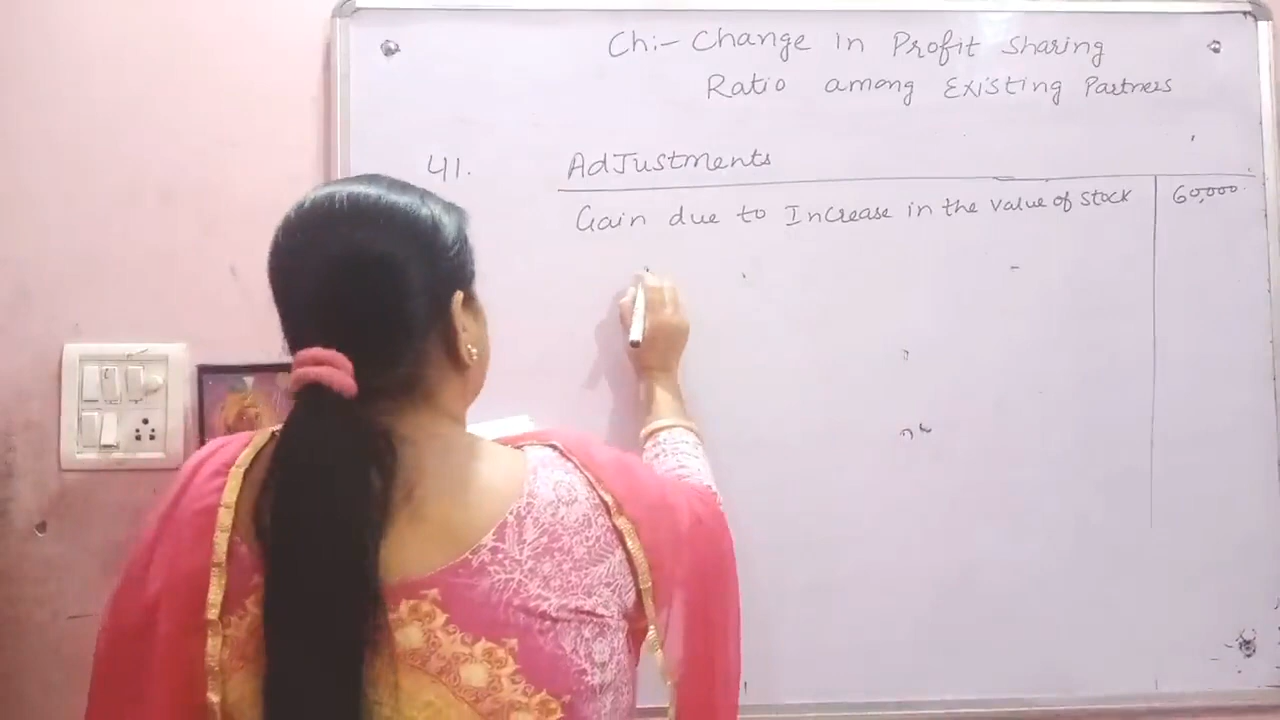 Ch:- Change in Profit Sharing
Ratio among Existing Partners
41. AdJustments
Gain due to Increase in the value of stock 60,000